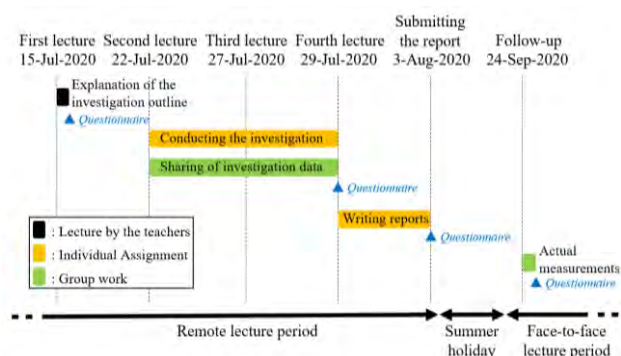 First lecture
15-Jul-2020
Second lecture
22-Jul-2020
Third lecture
27-Jul-2020
Fourth lecture
29-Jul-2020
Submitting
the report
3-Aug-2020
Follow-up
24-Sep-2020
Explanation of the
investigation outline
Questionnaire
Conducting the investigation
Sharing of investigation data
Questionnaire
Writing reports
Questionnaire
: Lecture by the teachers
: Individual Assignment
: Group work
Actual
measurements
Questionnaire
Remote lecture period
Summer
holiday
Face-to-face
lecture period